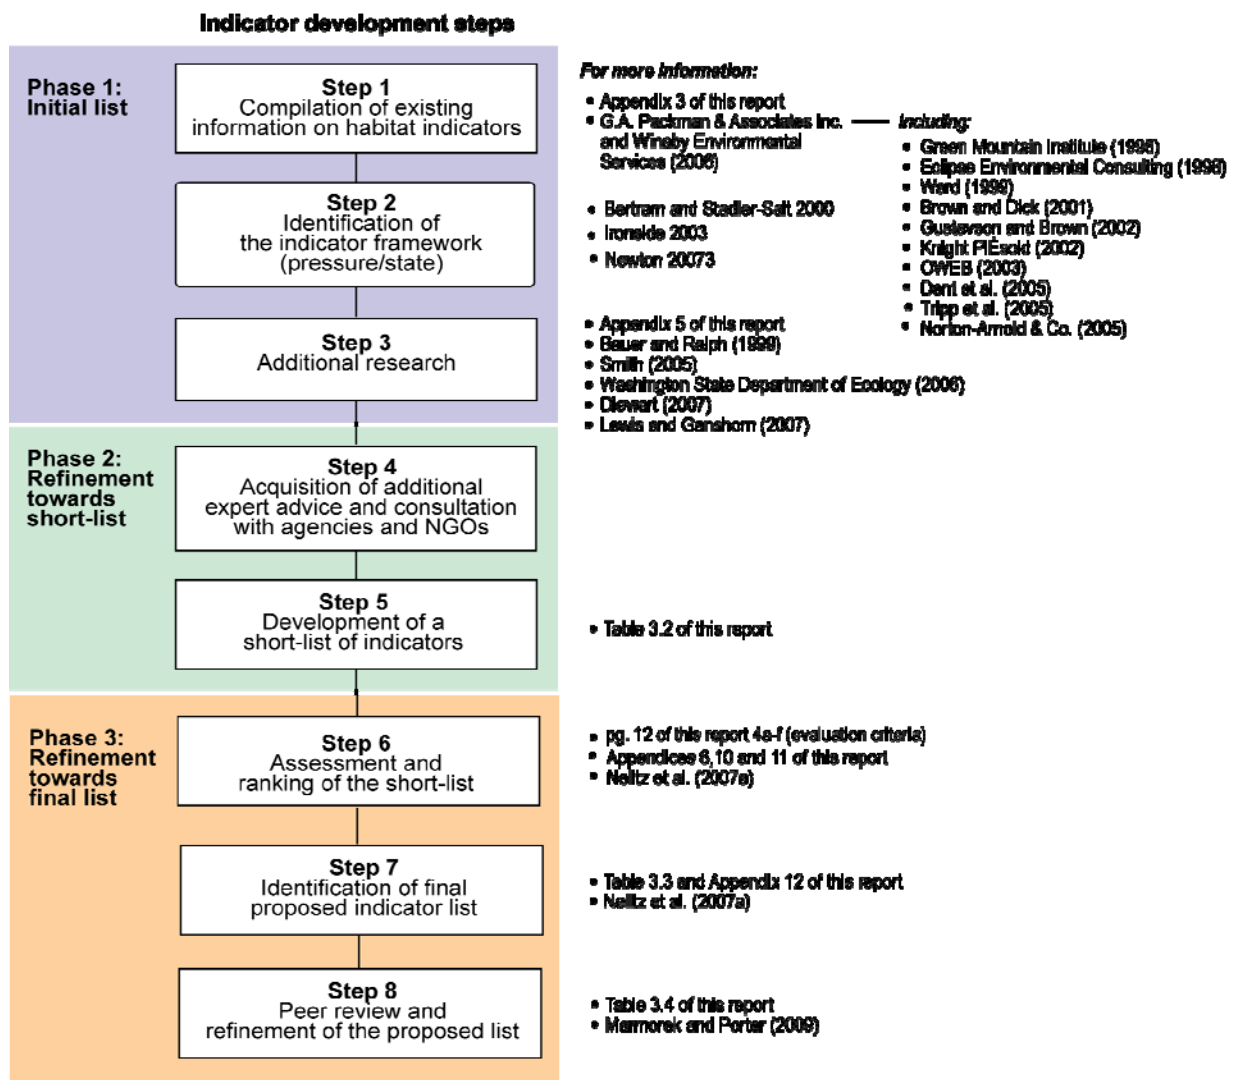 Indicator development steps
Phase 1:
Initial list
Step 1
Compilation of existing
information on habitat indicators
Step 2
Identification of
the indicator framework
(pressure/state)
Step 3
Additional research
For more information:
• Appendix 3 of this report
• G.A. Packman & Associates Inc.
and Winsby Environmental
Services (2006)
Including:
• Green Mountain Institute (1998)
• Eclipse Environmental Consulting (1998)
• Ward (1999)
• Brown and Dick (2001)
• Gustavson and Brown (2002)
• Knight PiÈsold (2002)
• OWEB (2003)
• Dent et al. (2005)
• Tripp et al. (2005)
• Norton-Arnold & Co. (2005)
• Bertram and Stadler-Salt 2000
• Ironside 2003
• Newton 20073
• Appendix 5 of this report
• Bauer and Ralph (1999)
• Smith (2005)
• Washington State Department of Ecology (2006)
• Diewart (2007)
• Lewis and Ganshorn (2007)
Phase 2:
Refinement
towards
short-list
Step 4
Acquisition of additional
expert advice and consultation
with agencies and NGOs
Step 5
Development of a
short-list of indicators
• Table 3.2 of this report
Phase 3:
Refinement
towards
final list
Step 6
Assessment and
ranking of the short-list
• pg. 12 of this report 4a-f (evaluation criteria)
• Appendices 6,10 and 11 of this report
• Nelitz et al. (2007a)
Step 7
Identification of final
proposed indicator list
• Table 3.3 and Appendix 12 of this report
• Nelitz et al. (2007a)
Step 8
Peer review and
refinement of the proposed list
• Table 3.4 of this report
• Marmorek and Porter (2009)